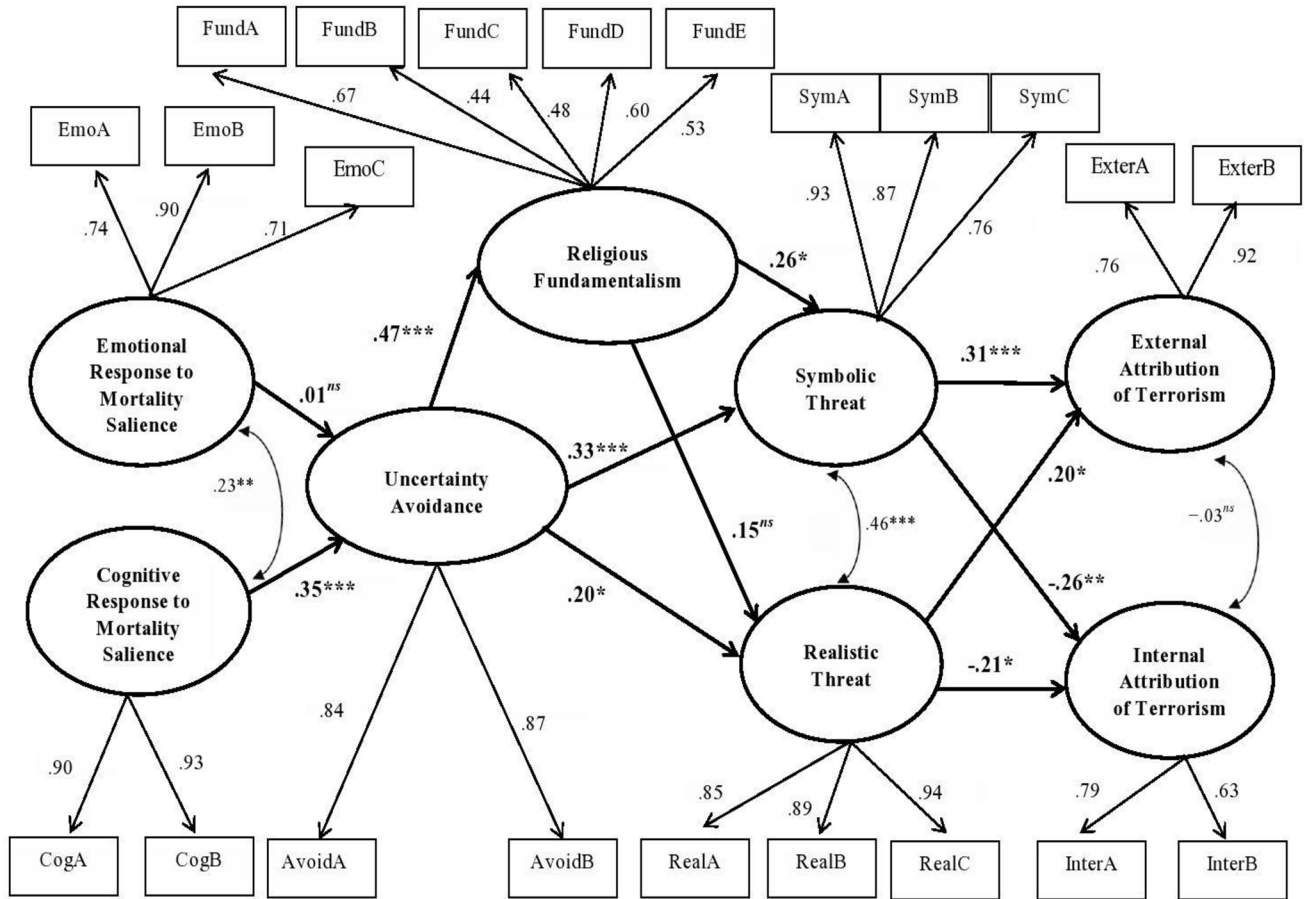 FundA
FundB
FundC
FundD
FundE
.67
.44
.48
.60
.53
SymA
SymB
SymC
EmoA
EmoB
EmoC
.74
.90
.71
.93
.87
.76
ExterA
ExterB
.76
.92
Religious
Fundamentalism
.26*
Emotional
Response to
Mortality
Salience
.01ns
.47***
Symbolic
Threat
.31***
External
Attribution
of Terrorism
.23**
Uncertainty
Avoidance
.33***
.20*
.15ns
.46***
−.03ns
Cognitive
Response to
Mortality
Salience
.35***
.20*
-.26**
Realistic
Threat
-.21*
Internal
Attribution
of Terrorism
.90
.93
.84
.87
.85
.89
.94
.79
.63
CogA
CogB
AvoidA
AvoidB
RealA
RealB
RealC
InterA
InterB